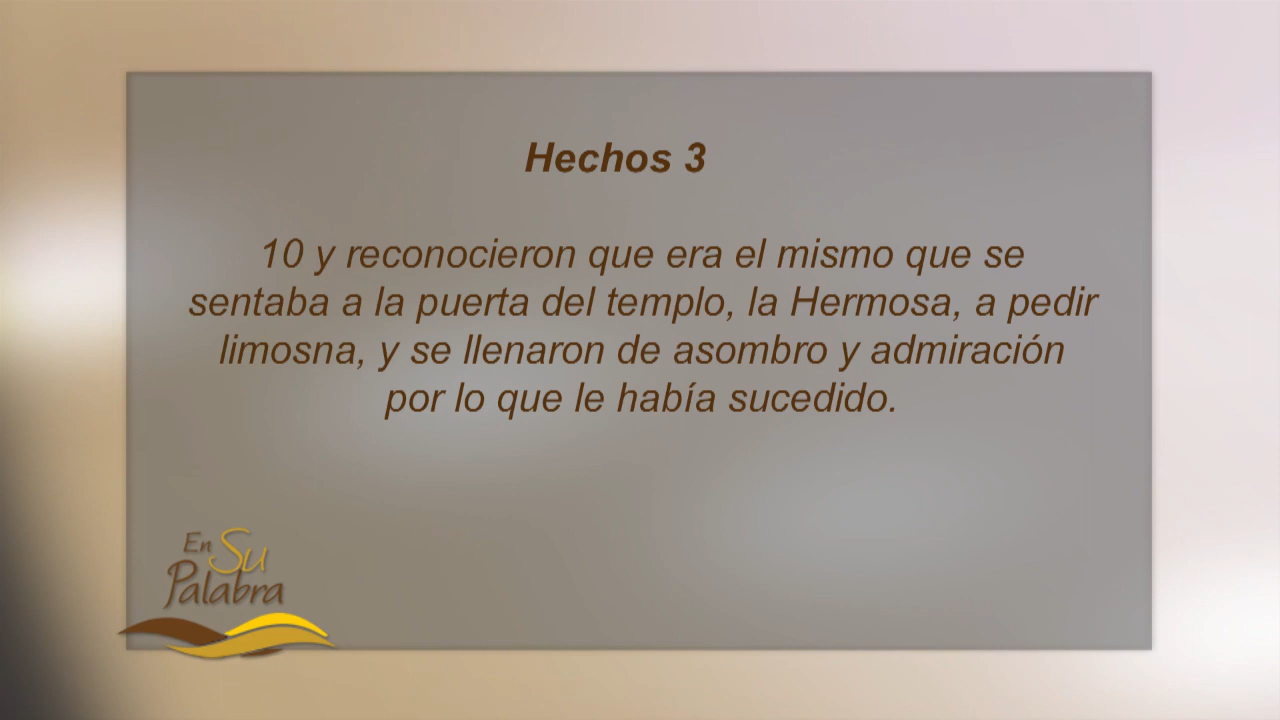 Hechos 3
10 y reconocieron que era el mismo que se
sentaba a la puerta del templo, la Hermosa, a pedir
limosna, y se llenaron de asombro y admiración
por lo que le había sucedido.
En Su
Palabra